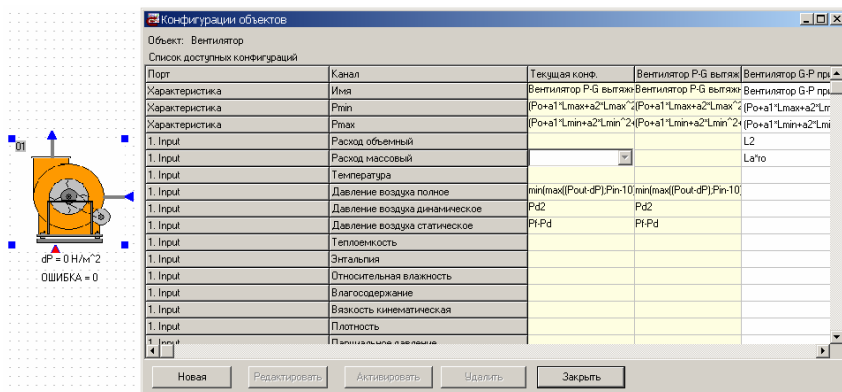 Конфигурации объектов
Объект: Вентилятор
Список доступных конфигураций
Порт Канал Текущая конф. Вентилятор P-G вытяж Вентилятор G-P при
Характеристика Имя Вентилятор P-G вытяжн Вентилятор P-G вытяжн Вентилятор G-P при
Характеристика Pmin (Po+a1*Lmax+a2*Lmax^2 (Po+a1*Lmax+a2*Lmax^2 (Po+a1*Lmax+a2*Lm
Характеристика Pmax (Po+a1*Lmin+a2*Lmin^2+ (Po+a1*Lmin+a2*Lmin^2+ (Po+a1*Lmin+a2*Lmi
1. Input Расход объемный L2
1. Input Расход массовый La*ro
1. Input Температура
1. Input Давление воздуха полное min(max((Pout-dP);Pin-10 min(max((Pout-dP);Pin-10
1. Input Давление воздуха динамическое Pd2 Pd2
1. Input Давление воздуха статическое Pf-Pd Pf-Pd
1. Input Теплоемкость
1. Input Энтальпия
1. Input Относительная влажность
1. Input Влагосодержание
1. Input Вязкость кинематическая
1. Input Плотность
1. Input Парциальное давление
Новая Редактировать Активировать Удалить Закрыть
01
dP = 0 Н/м^2
ОШИБКА = 0